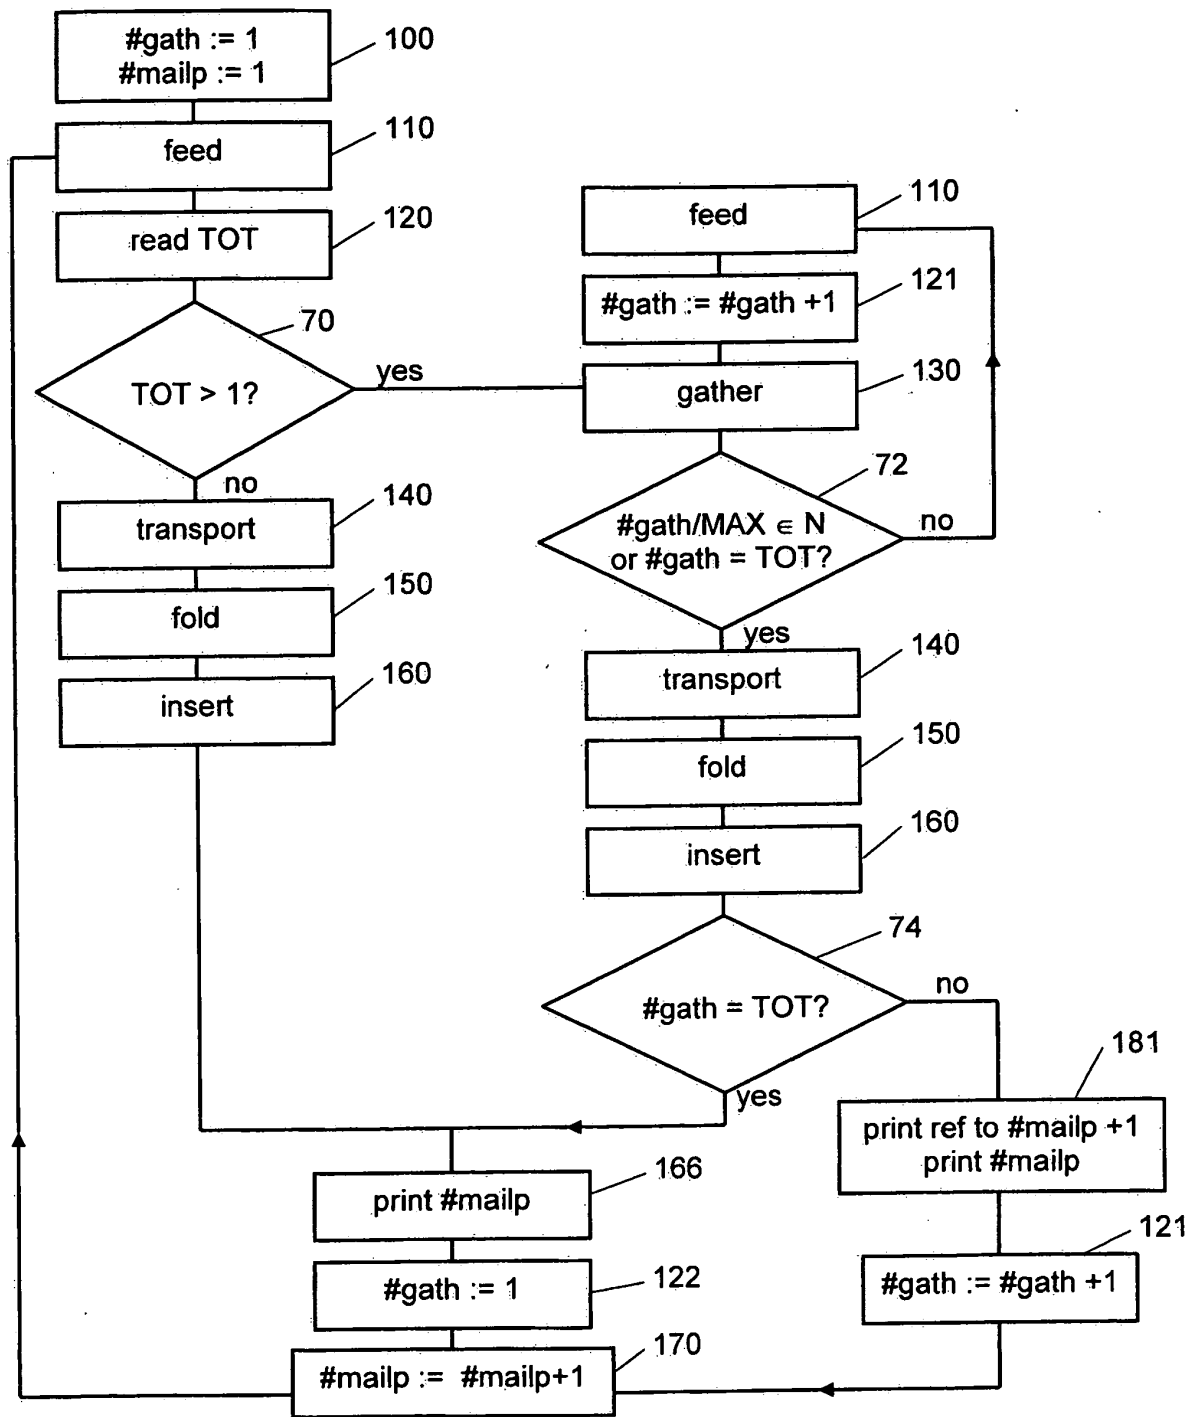 #gath := 1
#mailp := 1
100
feed
110
read TOT
120
TOT > 1?
70
yes
no
transport
140
fold
150
insert
160
feed
110
#gath := #gath +1
121
gather
130
#gath/MAX ∈ N
or #gath = TOT?
72
no
yes
transport
140
fold
150
insert
160
#gath = TOT?
74
no
yes
print ref to #mailp +1
print #mailp
181
#gath := #gath +1
121
print #mailp
166
#gath := 1
122
#mailp := #mailp+1
170